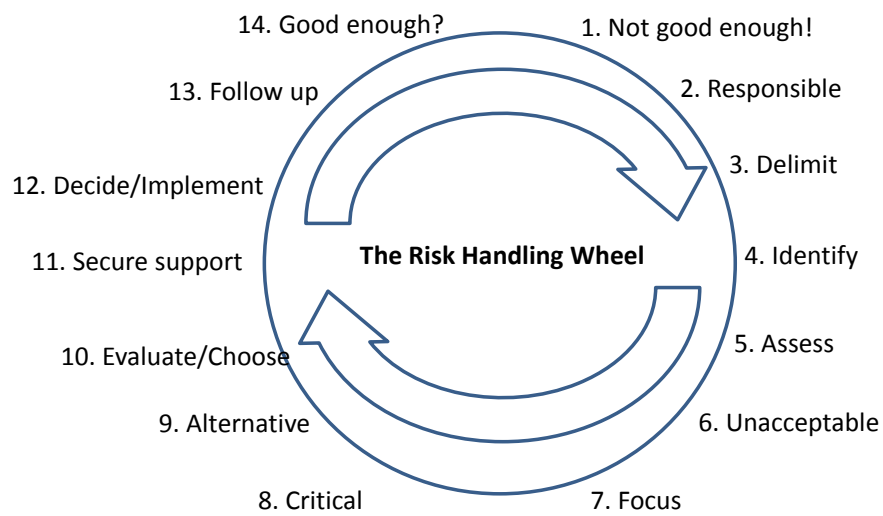 1. Not good enough!
2. Responsible
3. Delimit
4. Identify
5. Assess
6. Unacceptable
7. Focus
8. Critical
9. Alternative
10. Evaluate/Choose
11. Secure support
12. Decide/Implement
13. Follow up
14. Good enough?
The Risk Handling Wheel